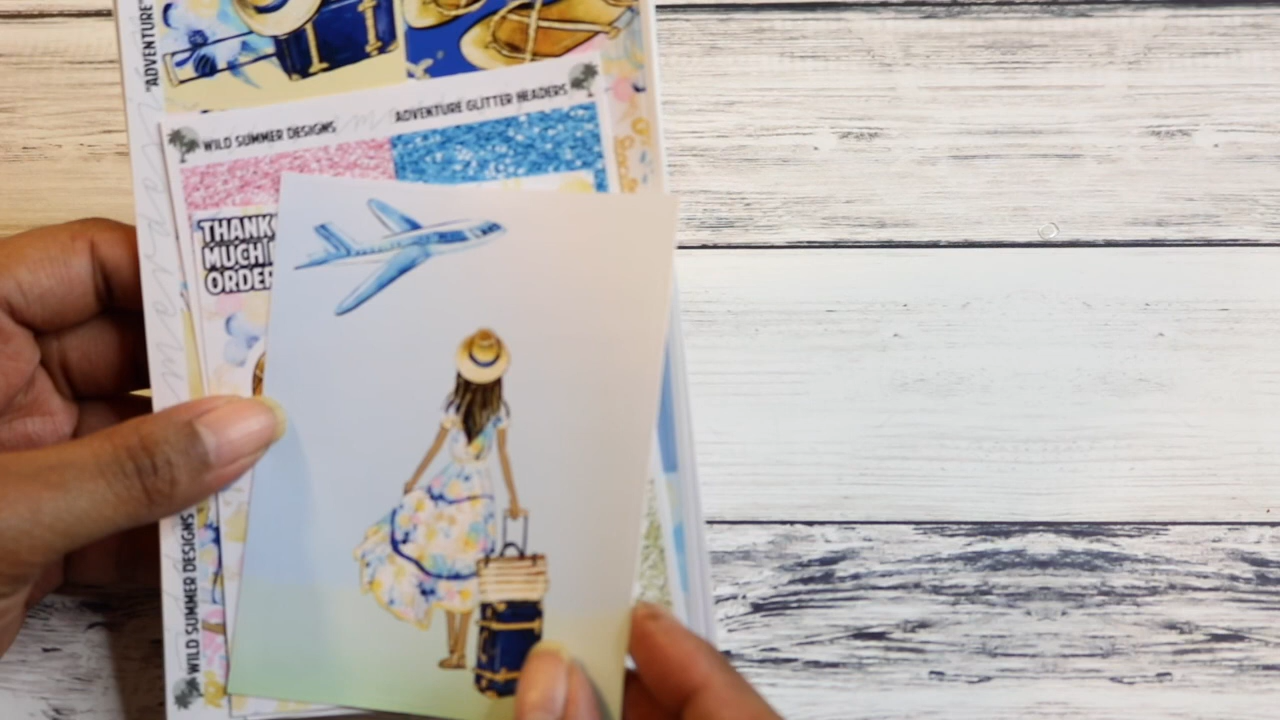 "ADVENTURE"
WILD SUMMER DESIGNS
ADVENTURE GLITTER HEADERS
THANK
MUCH
ORDER
WILD SUMMER DESIGNS